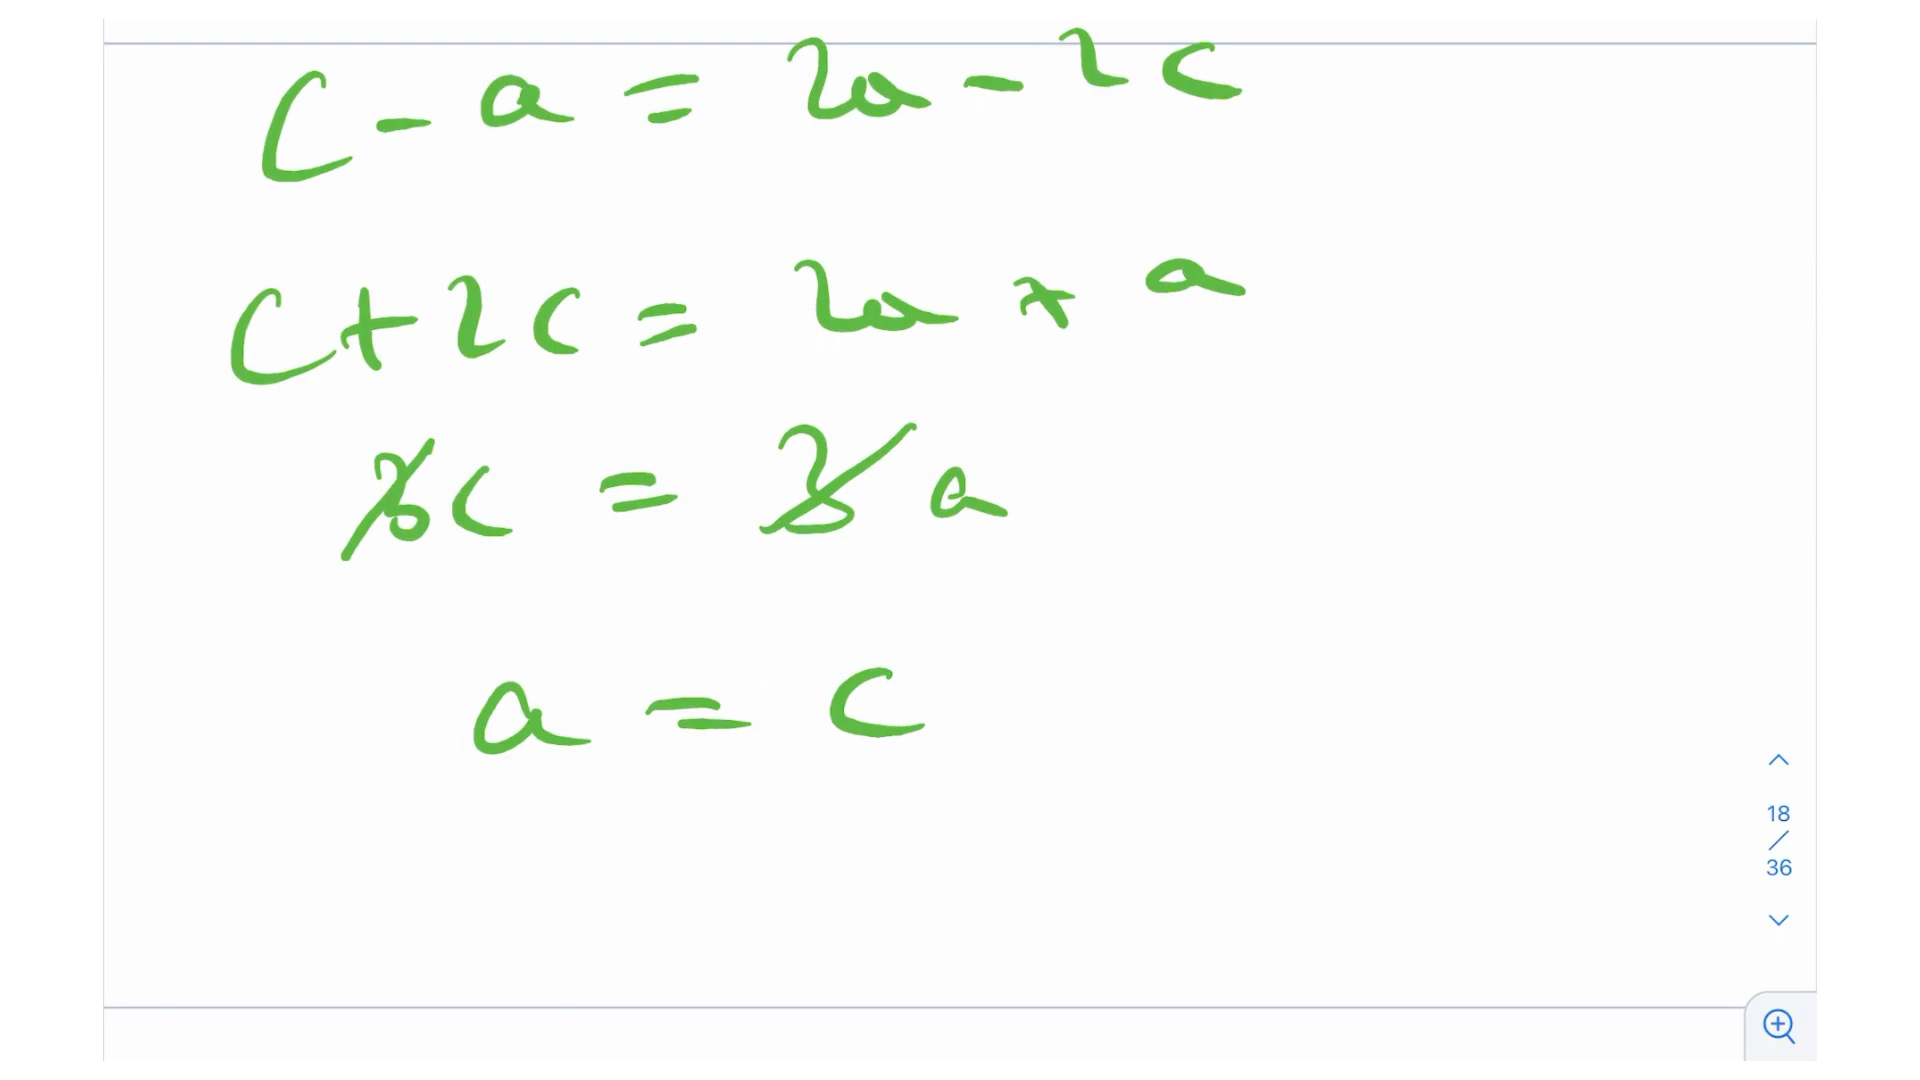 c - a = 2a - 2c
c + 2c = 2a + a
3c = 3a
a = c
18
/
36